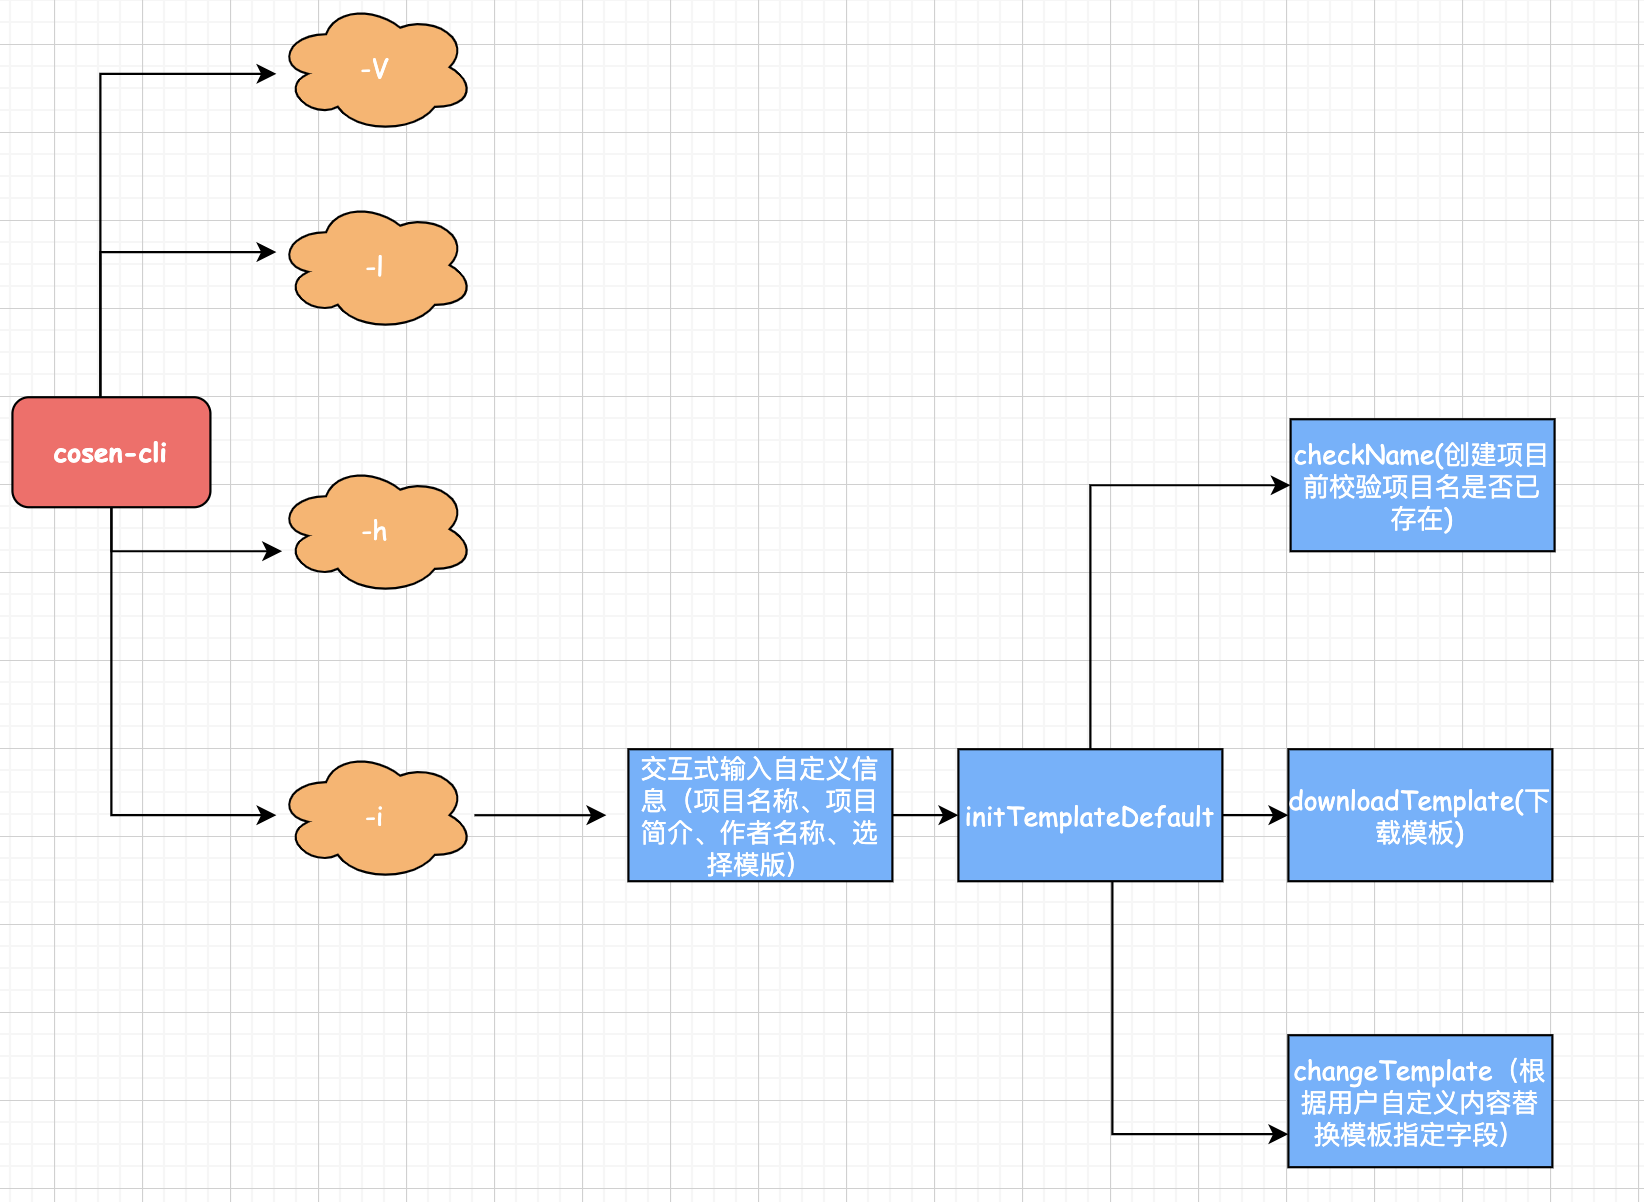 -V
-l
cosen-cli
-h
-i
交互式输入自定义信
息（项目名称、项目
简介、作者名称、选
择模版）
initTemplateDefault
checkName(创建项目
前校验项目名是否已
存在)
downloadTemplate(下
载模板)
changeTemplate（根
据用户自定义内容替
换模板指定字段）